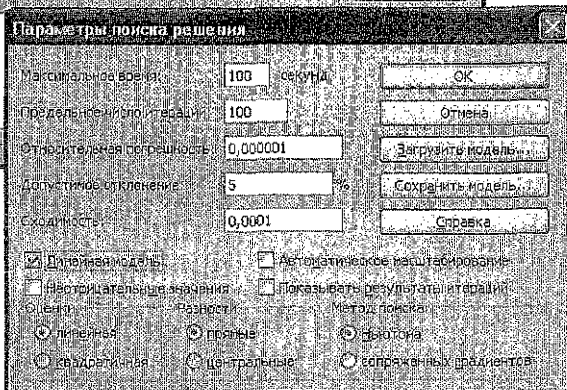 Параметры поиска решения
Максимальное время: 100 секунд OK
Предельное число итераций: 100 Отмена
Относительная погрешность: 0,000001 Загрузить модель...
Допустимое отклонение: 5 % Сохранить модель...
Сходимость: 0,0001 Справка
Линейная модель Автоматическое масштабирование
Неотрицательные значения Показывать результаты итераций
Оценки Разности Метод поиска
линейная прямые Ньютона
квадратичная центральные сопряженных градиентов